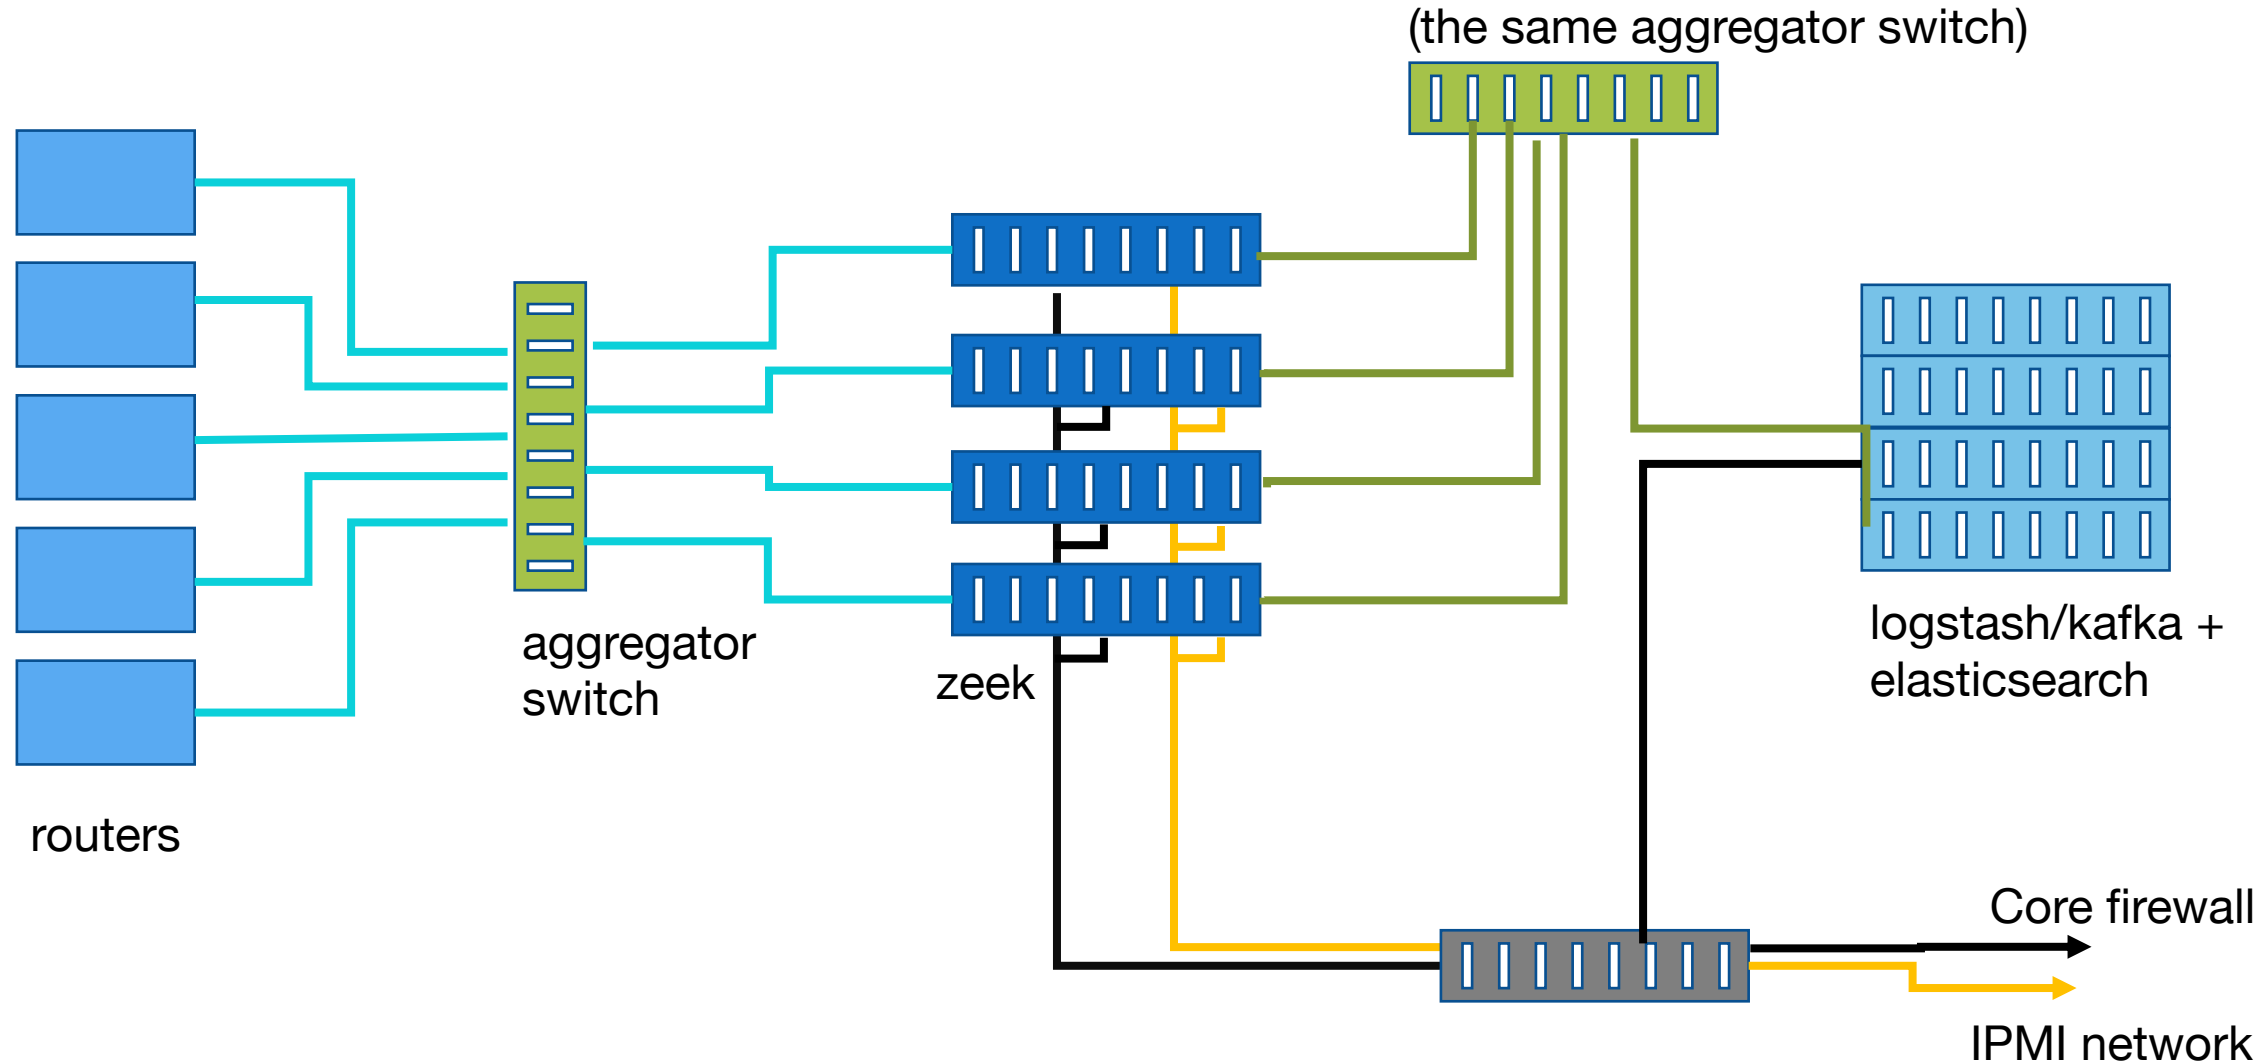 (the same aggregator switch)
aggregator
switch
zeek
logstash/kafka +
elasticsearch
routers
Core firewall
IPMI network